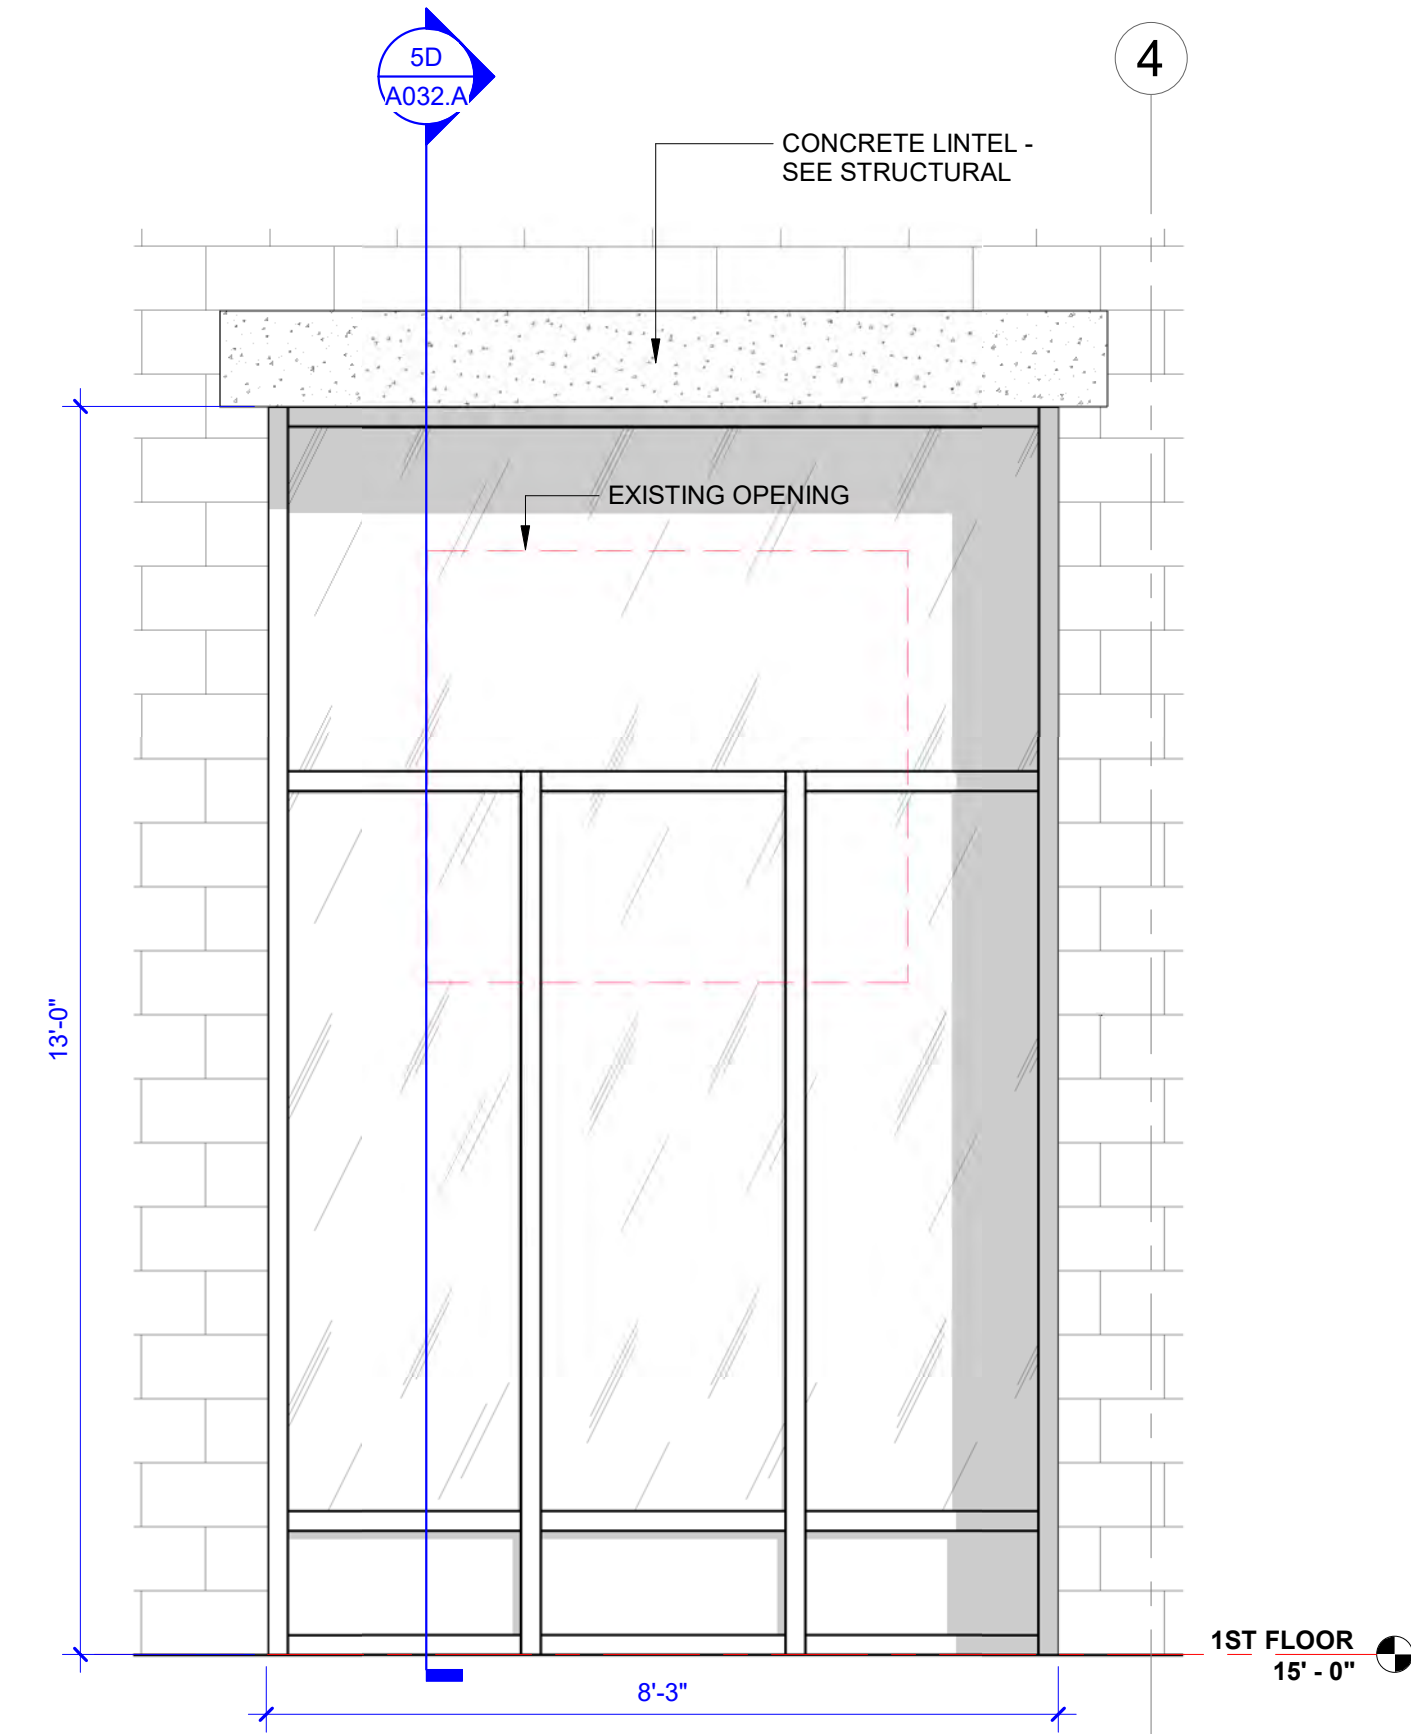 5D
A032.A
4
CONCRETE LINTEL -
SEE STRUCTURAL
EXISTING OPENING
13'-0"
1ST FLOOR
15' - 0"
8'-3"